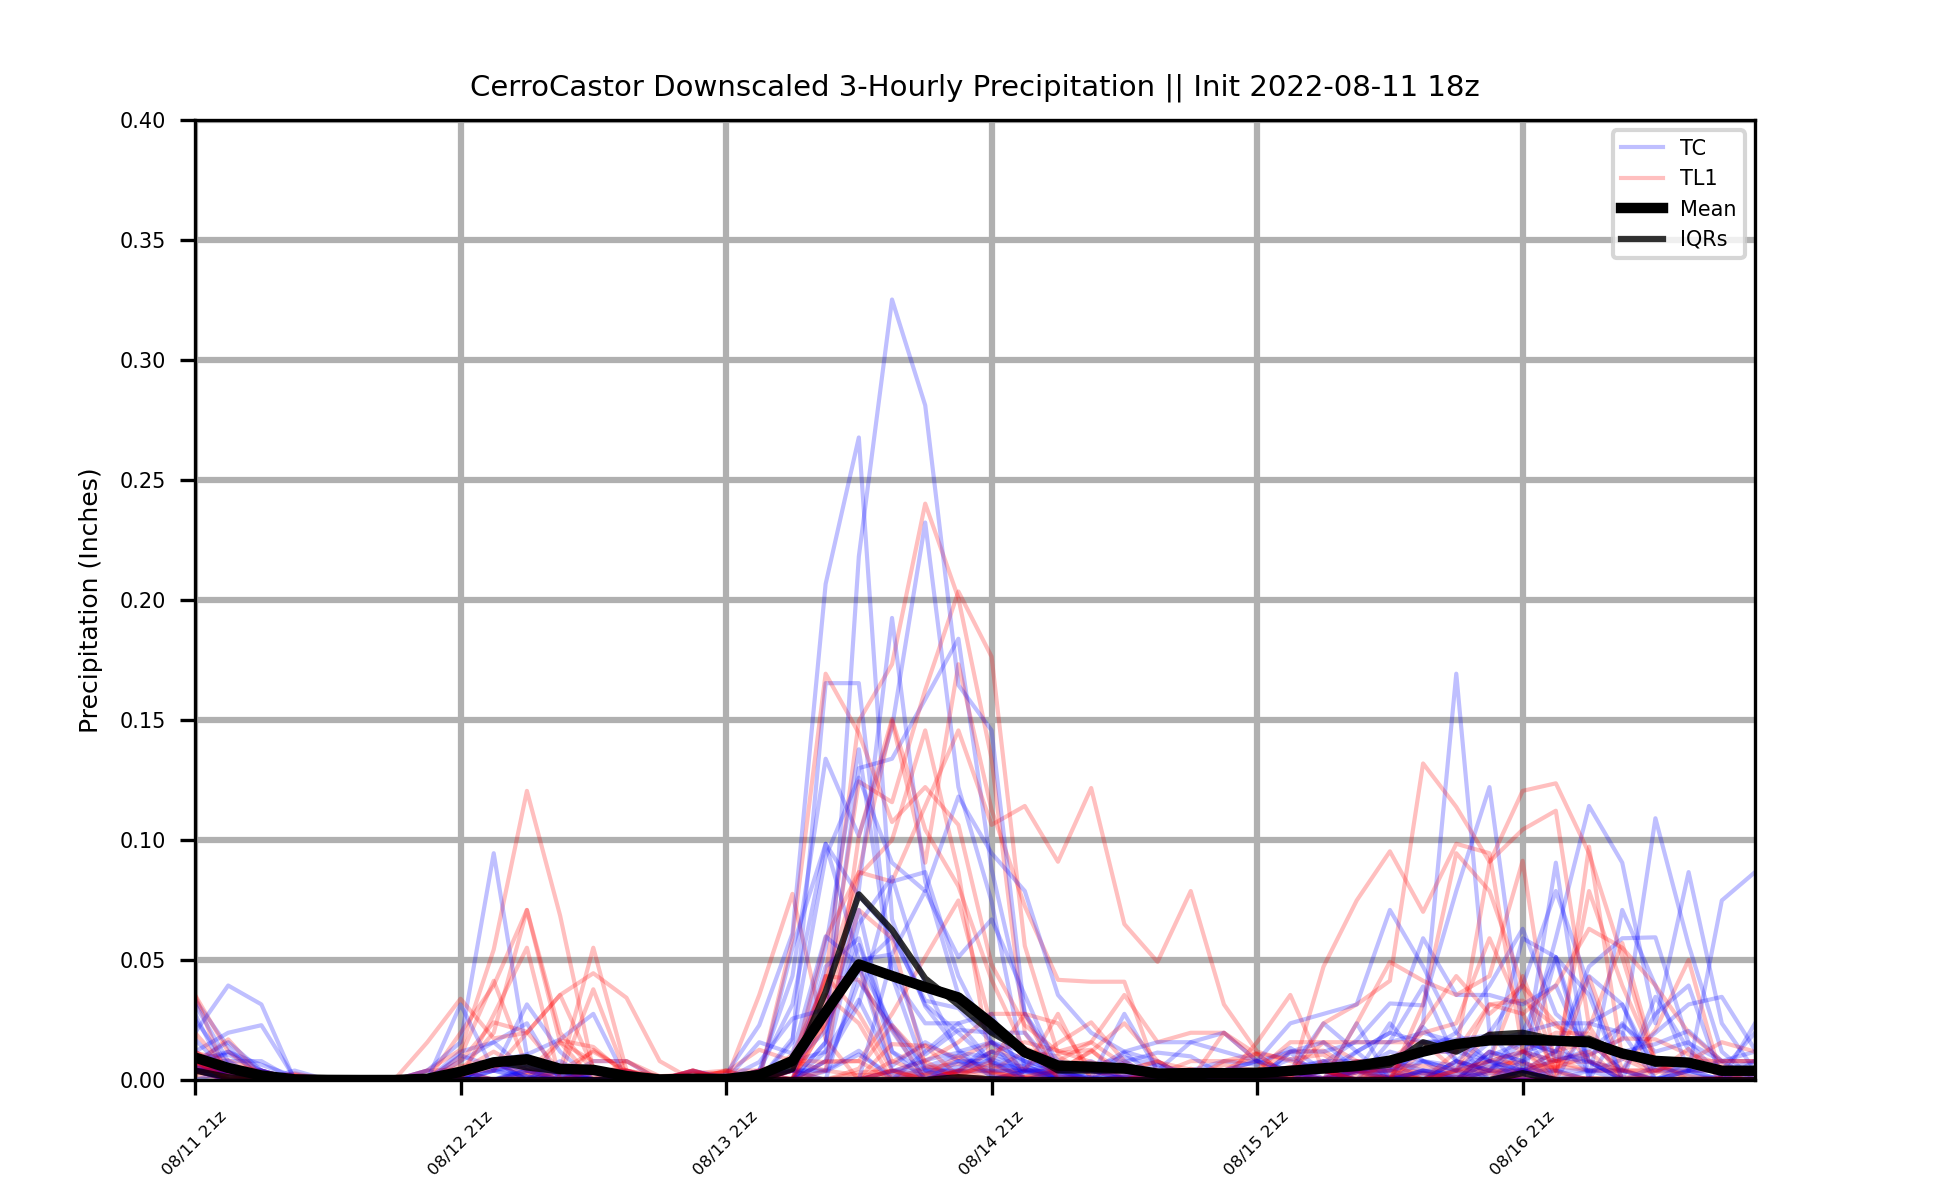 CerroCastor Downscaled 3-Hourly Precipitation || Init 2022-08-11 18z
Precipitation (Inches)
0.40
0.35
0.30
0.25
0.20
0.15
0.10
0.05
0.00
TC
TL1
Mean
IQRs
08/11 21z
08/12 21z
08/13 21z
08/14 21z
08/15 21z
08/16 21z